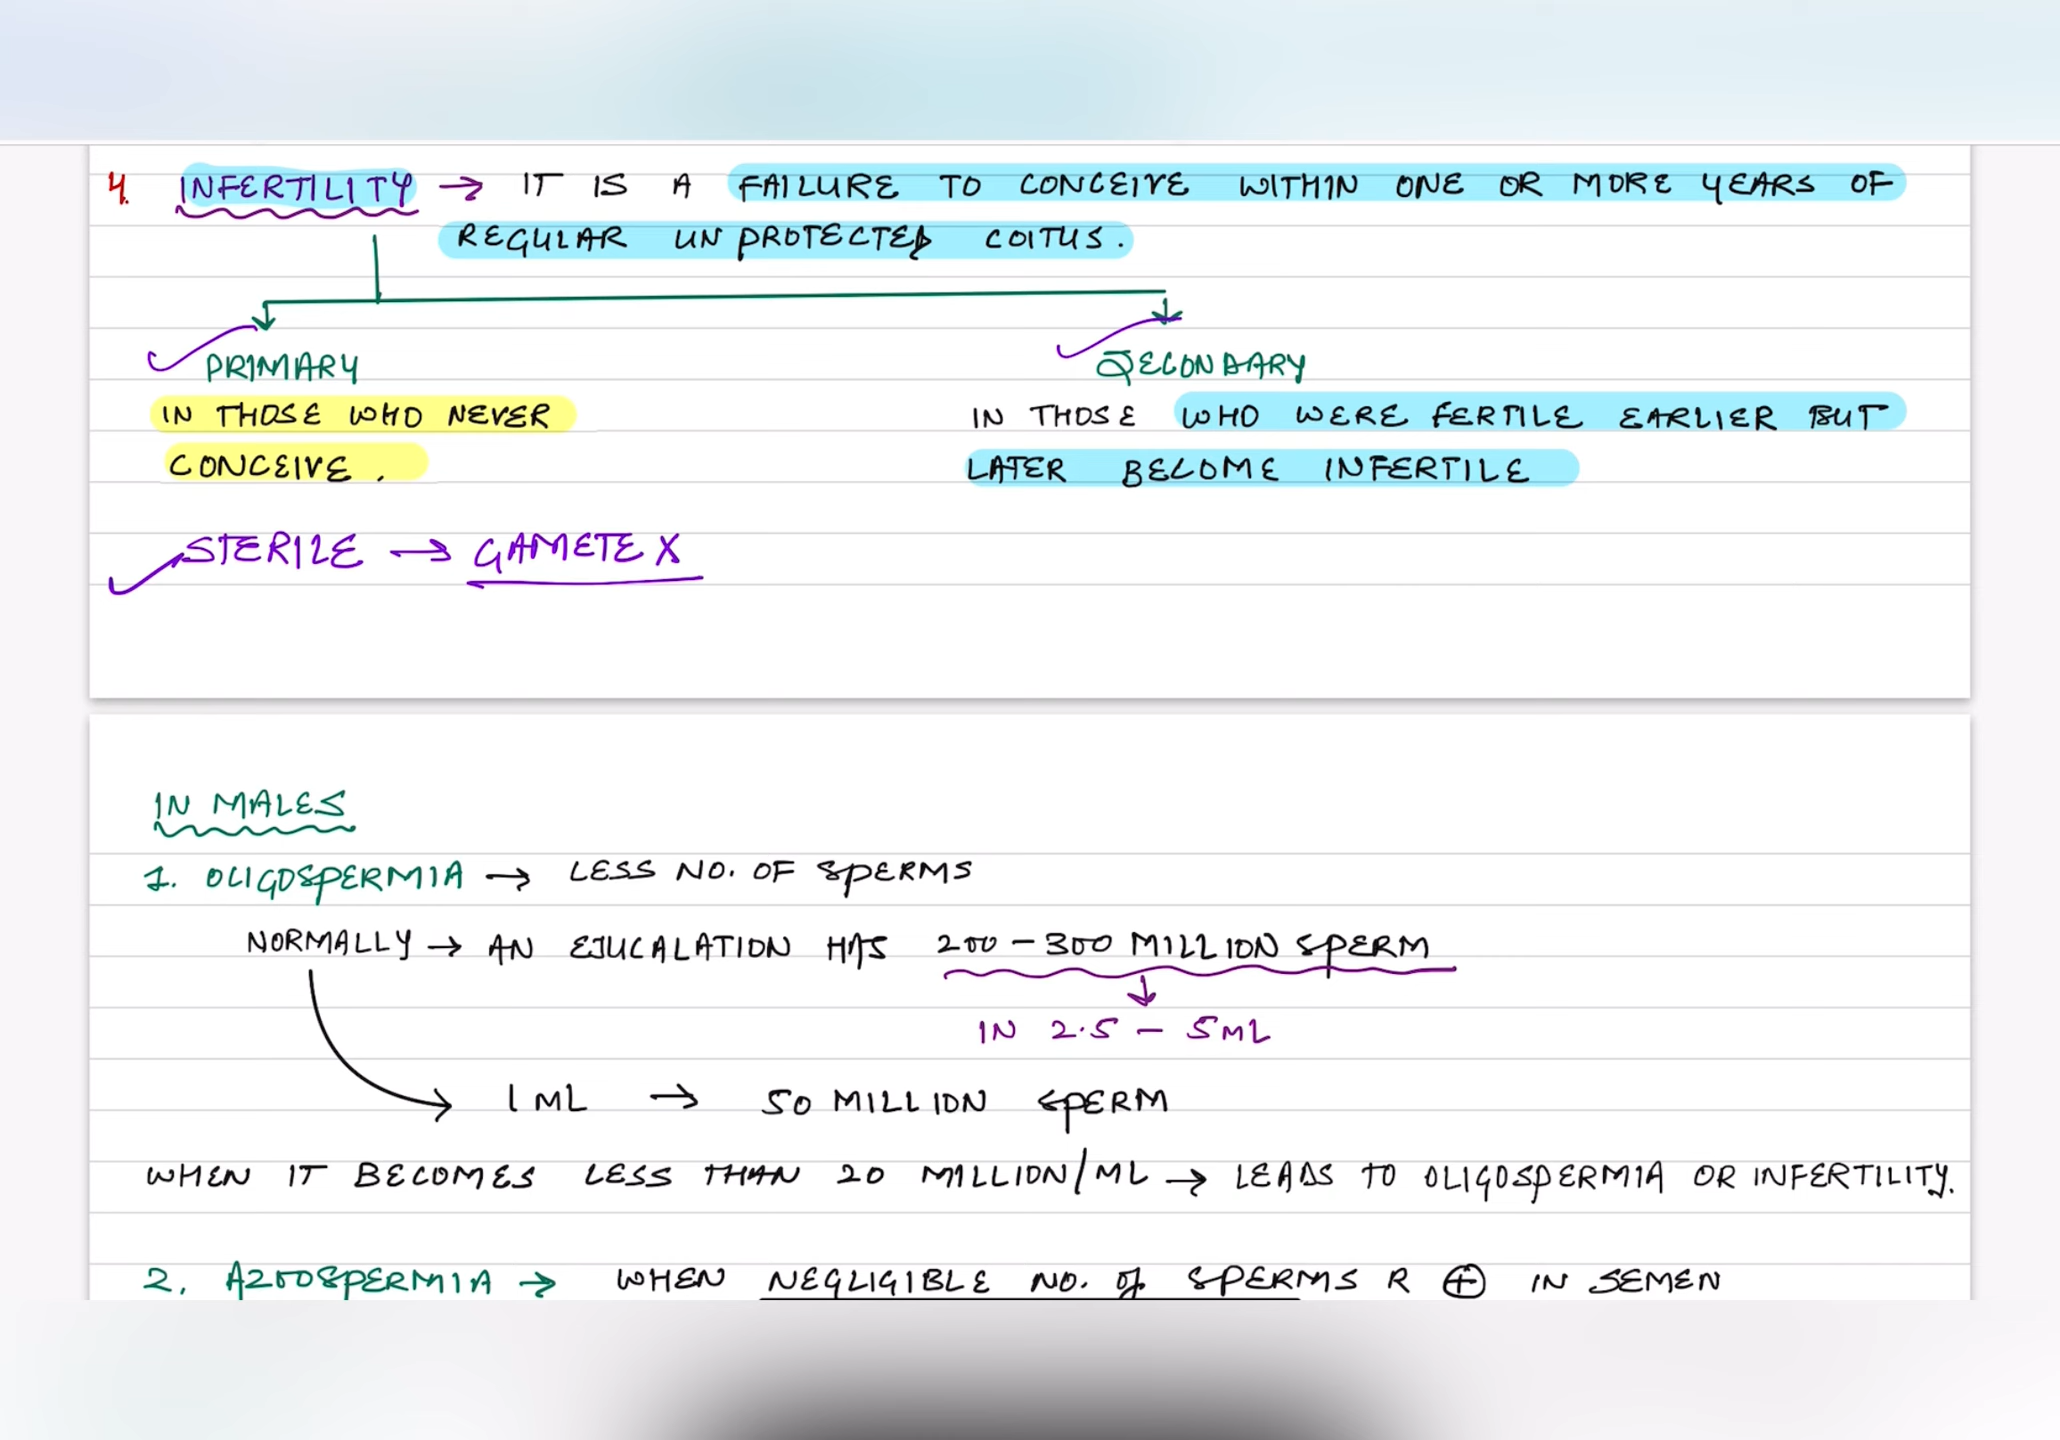 4. INFERTILITY → IT IS A FAILURE TO CONCEIVE WITHIN ONE OR MORE YEARS OF
REGULAR UNPROTECTED COITUS.
PRIMARY SECONDARY
IN THOSE WHO NEVER IN THOSE WHO WERE FERTILE EARLIER BUT
CONCEIVE. LATER BECOME INFERTILE
STERILE → GAMETE X
IN MALES
1. OLIGOSPERMIA → LESS NO. OF SPERMS
NORMALLY → AN EJUCALATION HAS 200-300 MILLION SPERM
IN 2.5 - 5 ML
1 ML → 50 MILLION SPERM
WHEN IT BECOMES LESS THAN 20 MILLION/ML → LEADS TO OLIGOSPERMIA OR INFERTILITY.
2. AZOOSPERMIA → WHEN NEGLIGIBLE NO. of SPERMS R ⊕ IN SEMEN